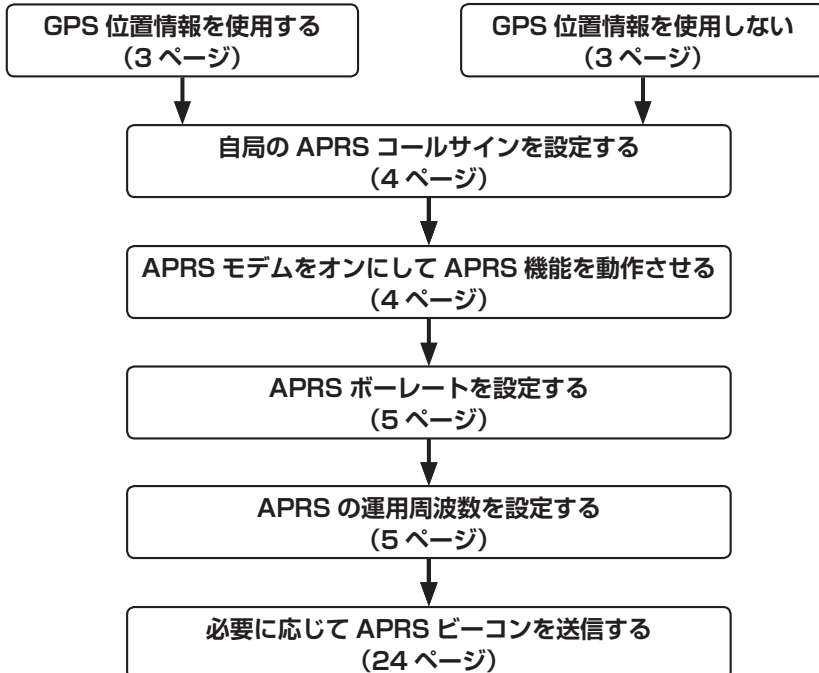 GPS 位置情報を使用する
（3 ページ）
GPS 位置情報を使用しない
（3 ページ）
自局の APRS コールサインを設定する
（4 ページ）
APRS モデムをオンにして APRS 機能を動作させる
（4 ページ）
APRS ボーレートを設定する
（5 ページ）
APRS の運用周波数を設定する
（5 ページ）
必要に応じて APRS ビーコンを送信する
（24 ページ）